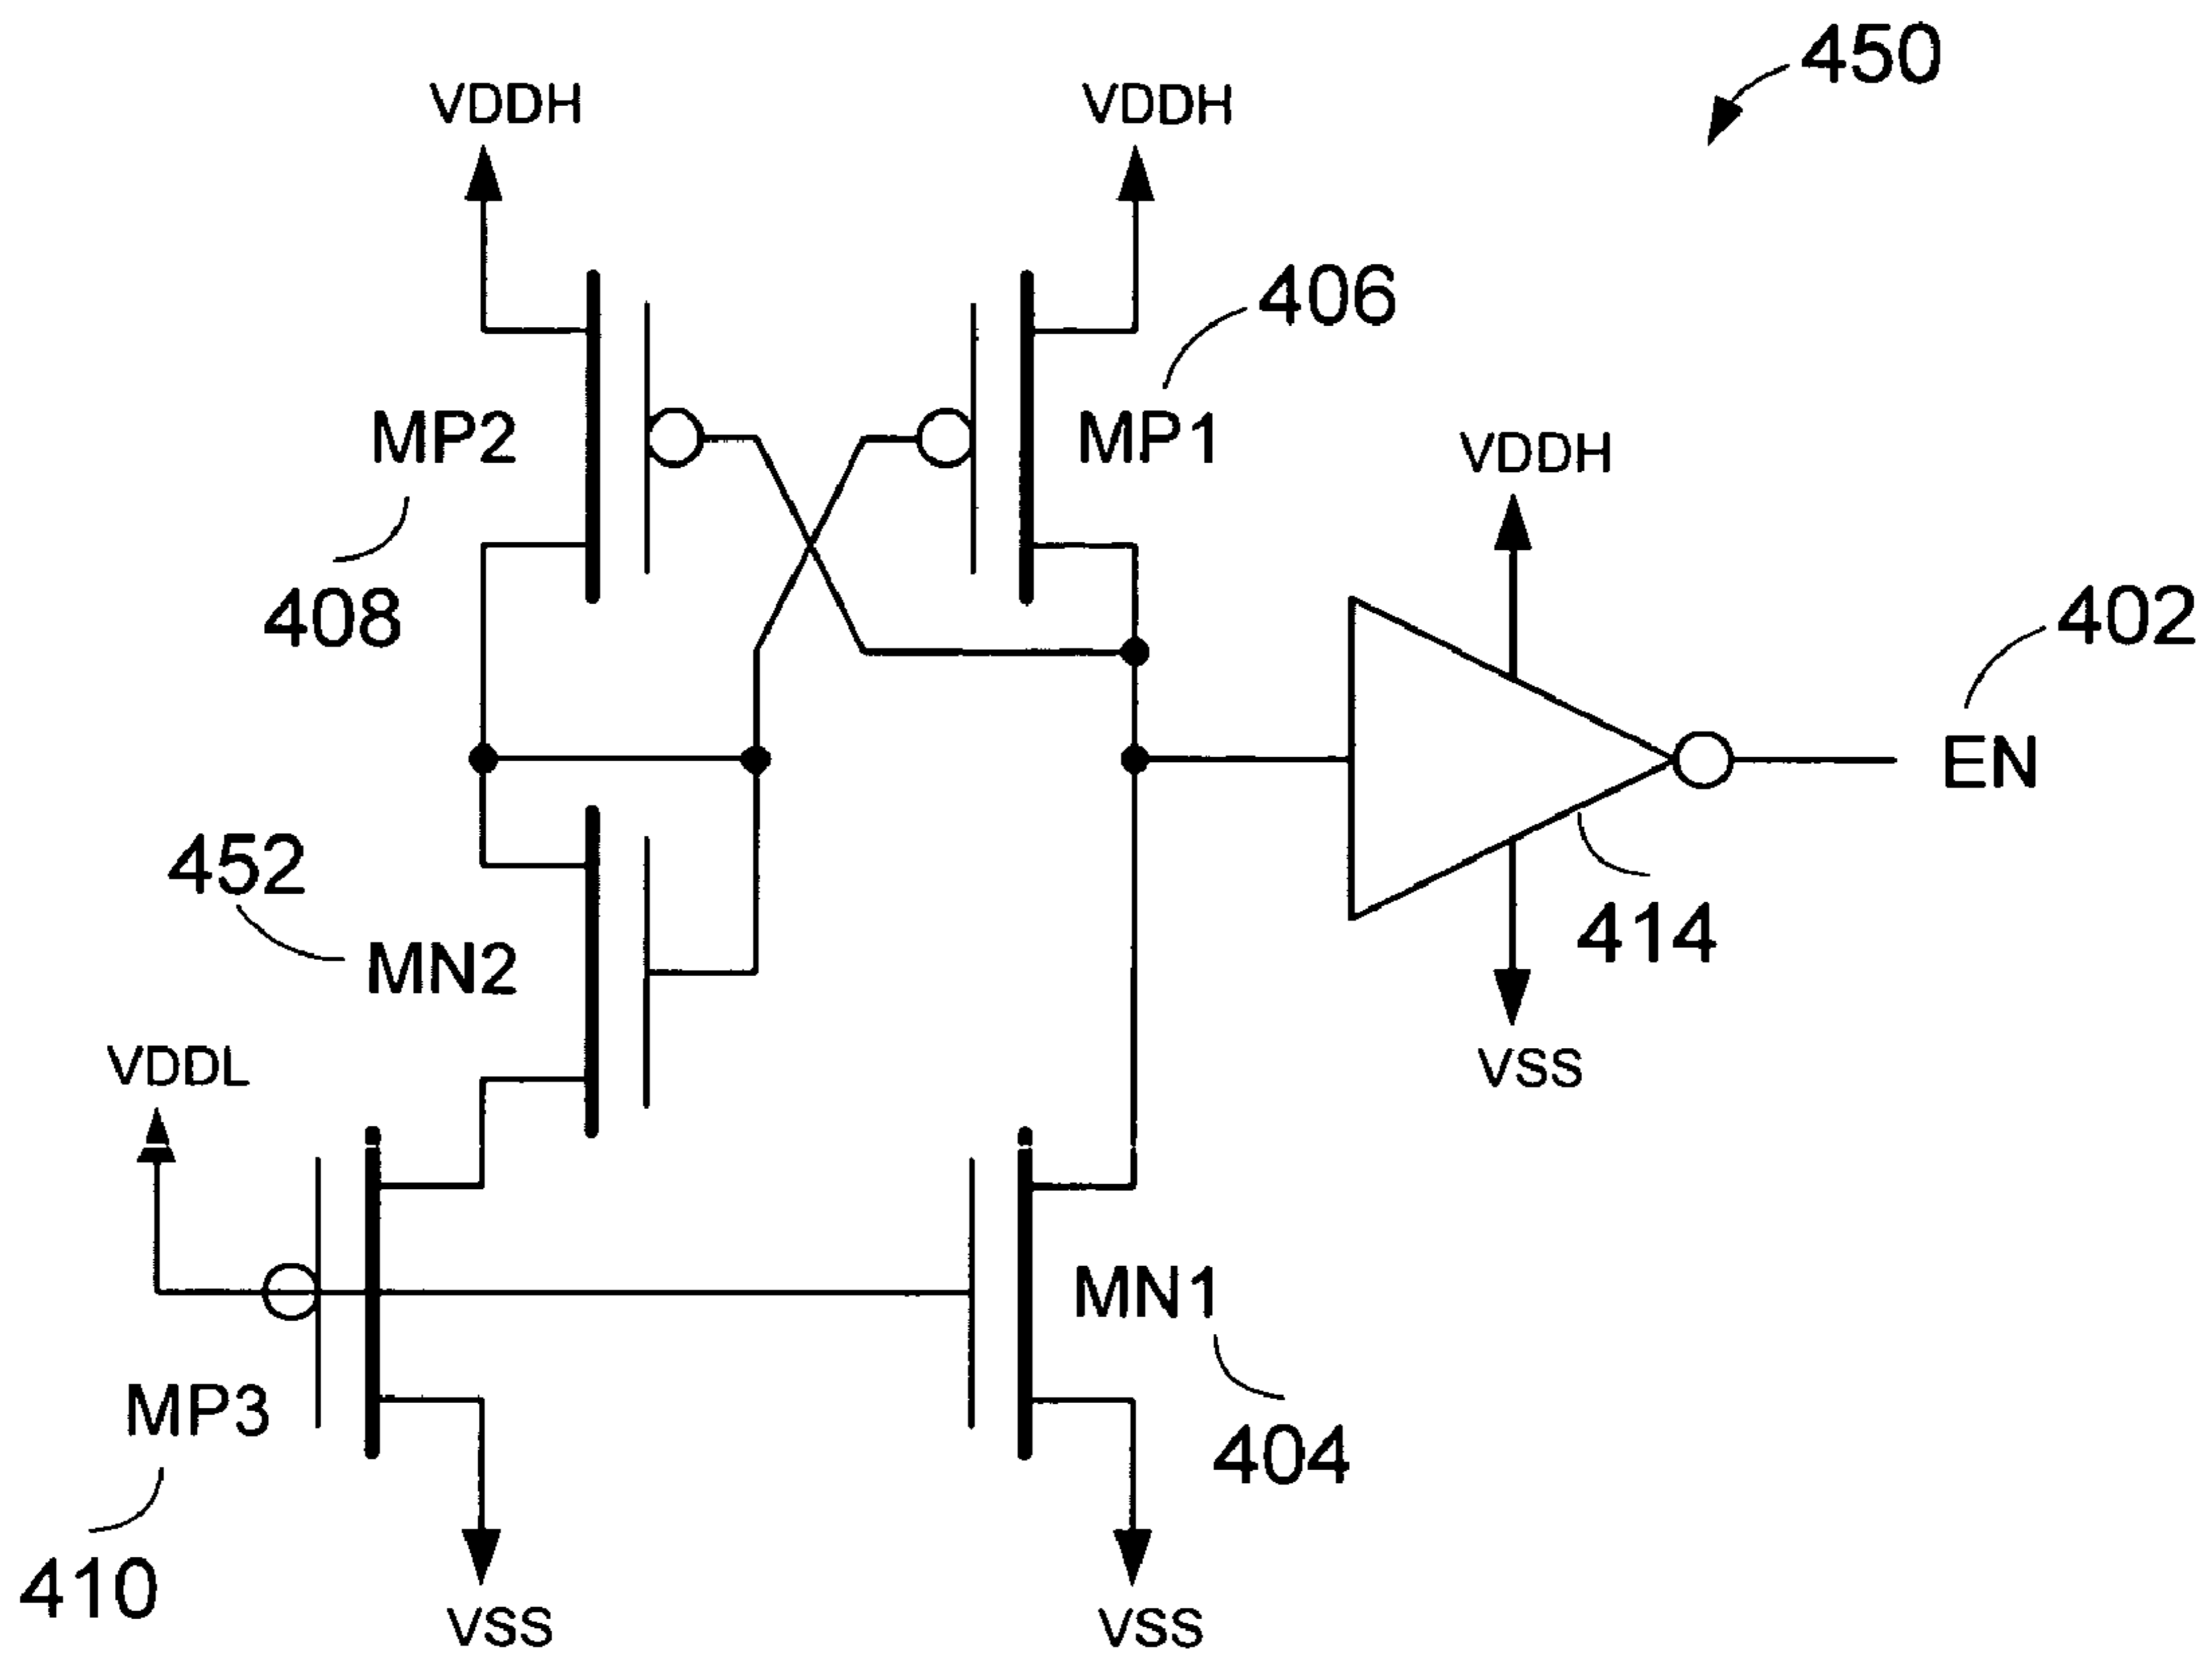 450
VDDH
VDDH
406
MP2
MP1
VDDH
408
402
EN
452
414
MN2
VDDL
VSS
MN1
MP3
404
410
VSS
VSS